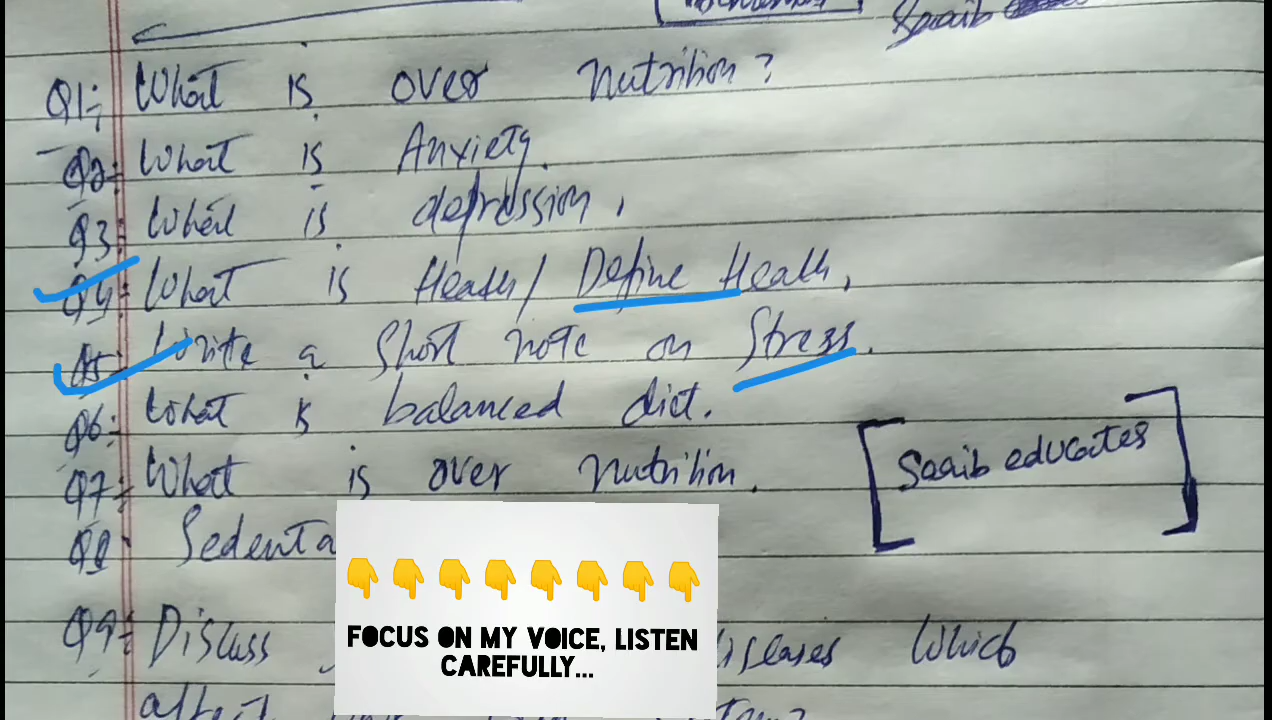 Q1: What is over nutrition?
Q2: What is Anxiety.
Q3: What is depression,
Q4: What is Health/ Define Health,
Q5: Write a Short note on Stress.
Q6: What is balanced diet.
Q7: What is over nutrition.
Saaib educates
Q8 Sedenta
FOCUS ON MY VOICE, LISTEN
CAREFULLY...
Q9: Discuss diseases which
affect